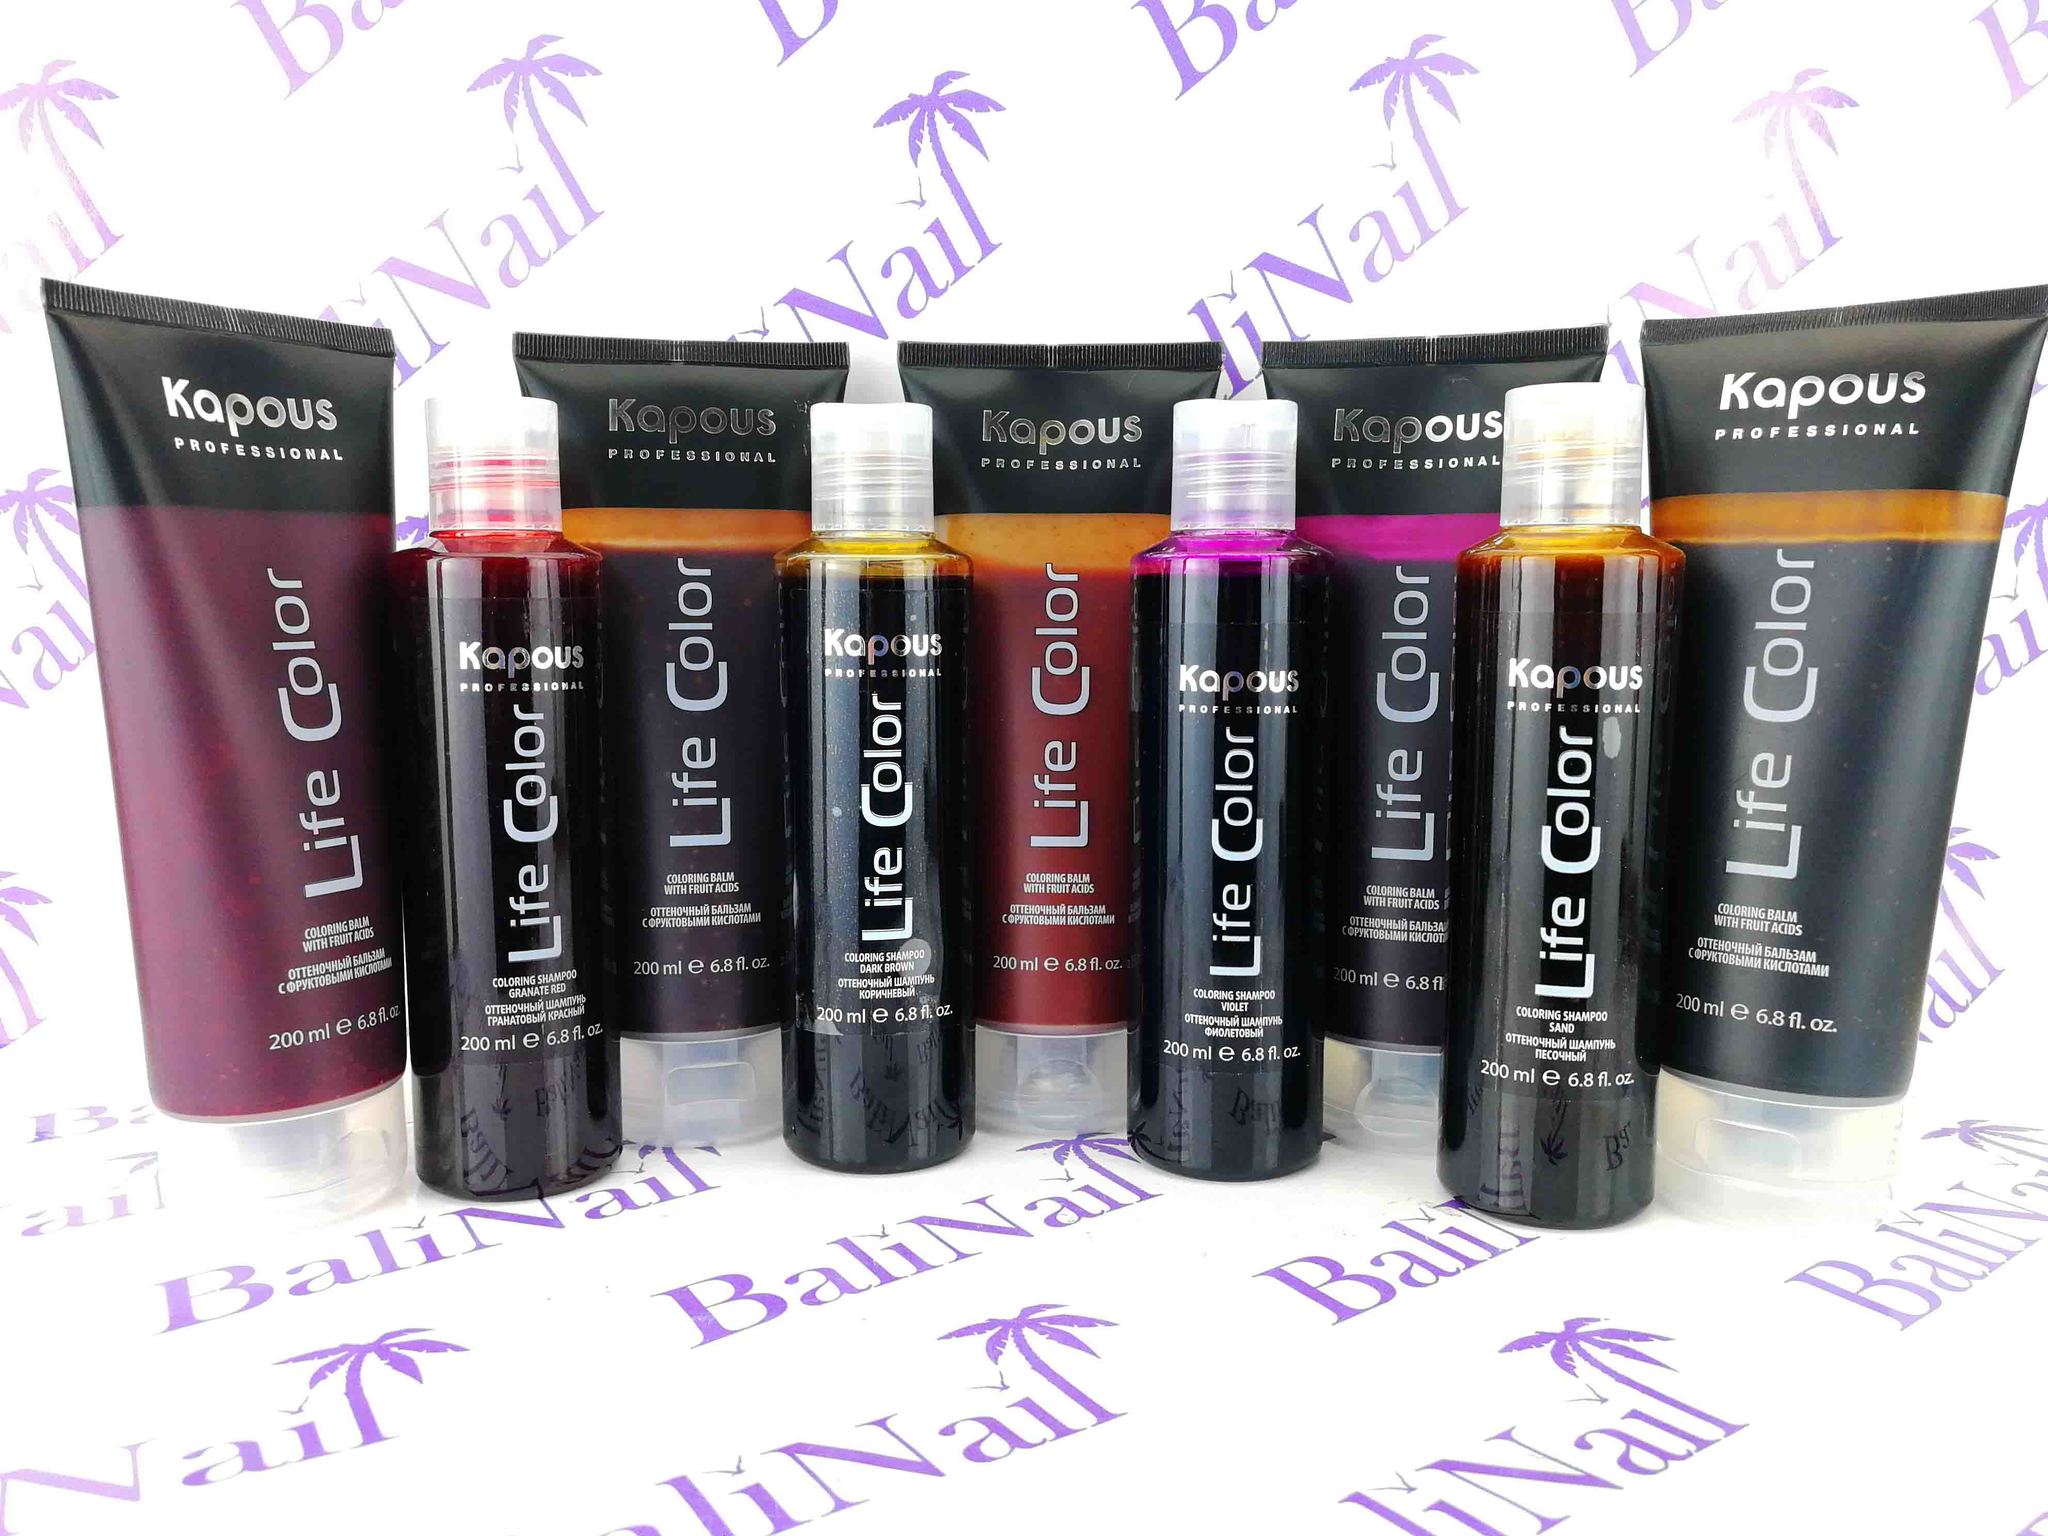 Kapous
PROFESSIONAL
Life Color
COLORING BALM
WITH FRUIT ACIDS
ОТТЕНОЧНЫЙ БАЛЬЗАМ
С ФРУКТОВЫМИ КИСЛОТАМИ
200 ml e 6.8 fl. oz.
Kapous
PROFESSIONAL
Life Color
COLORING SHAMPOO
GRANATE RED
ОТТЕНОЧНЫЙ ШАМПУНЬ
ГРАНАТОВЫЙ КРАСНЫЙ
200 ml e 6.8 fl. oz.
Kapous
PROFESSIONAL
Life Color
COLORING BALM
WITH FRUIT ACIDS
ОТТЕНОЧНЫЙ БАЛЬЗАМ
С ФРУКТОВЫМИ КИСЛОТАМИ
200 ml e 6.8 fl. oz.
Kapous
PROFESSIONAL
Life Color
COLORING SHAMPOO
DARK BROWN
ОТТЕНОЧНЫЙ ШАМПУНЬ
КОРИЧНЕВЫЙ
200 ml e 6.8 fl. oz.
Kapous
PROFESSIONAL
Life Color
COLORING BALM
WITH FRUIT ACIDS
ОТТЕНОЧНЫЙ БАЛЬЗАМ
С ФРУКТОВЫМИ КИСЛОТАМИ
200 ml e 6.8 fl. oz.
Kapous
PROFESSIONAL
Life Color
COLORING SHAMPOO
VIOLET
ОТТЕНОЧНЫЙ ШАМПУНЬ
ФИОЛЕТОВЫЙ
200 ml e 6.8 fl. oz.
Kapous
PROFESSIONAL
Life Color
COLORING BALM
WITH FRUIT ACIDS
ОТТЕНОЧНЫЙ БАЛЬЗАМ
С ФРУКТОВЫМИ
200 ml e 6.8 fl
Kapous
PROFESSIONAL
Life Color
COLORING SHAMPOO
SAND
ОТТЕНОЧНЫЙ ШАМПУНЬ
ПЕСОЧНЫЙ
200 ml e 6.8 fl. oz.
Kapous
PROFESSIONAL
Life Color
COLORING BALM
WITH FRUIT ACIDS
ОТТЕНОЧНЫЙ БАЛЬЗАМ
С ФРУКТОВЫМИ КИСЛОТАМИ
200 ml e 6.8 fl. oz.
BaliNail
BaliNail
BaliNail
BaliNail
BaliNail